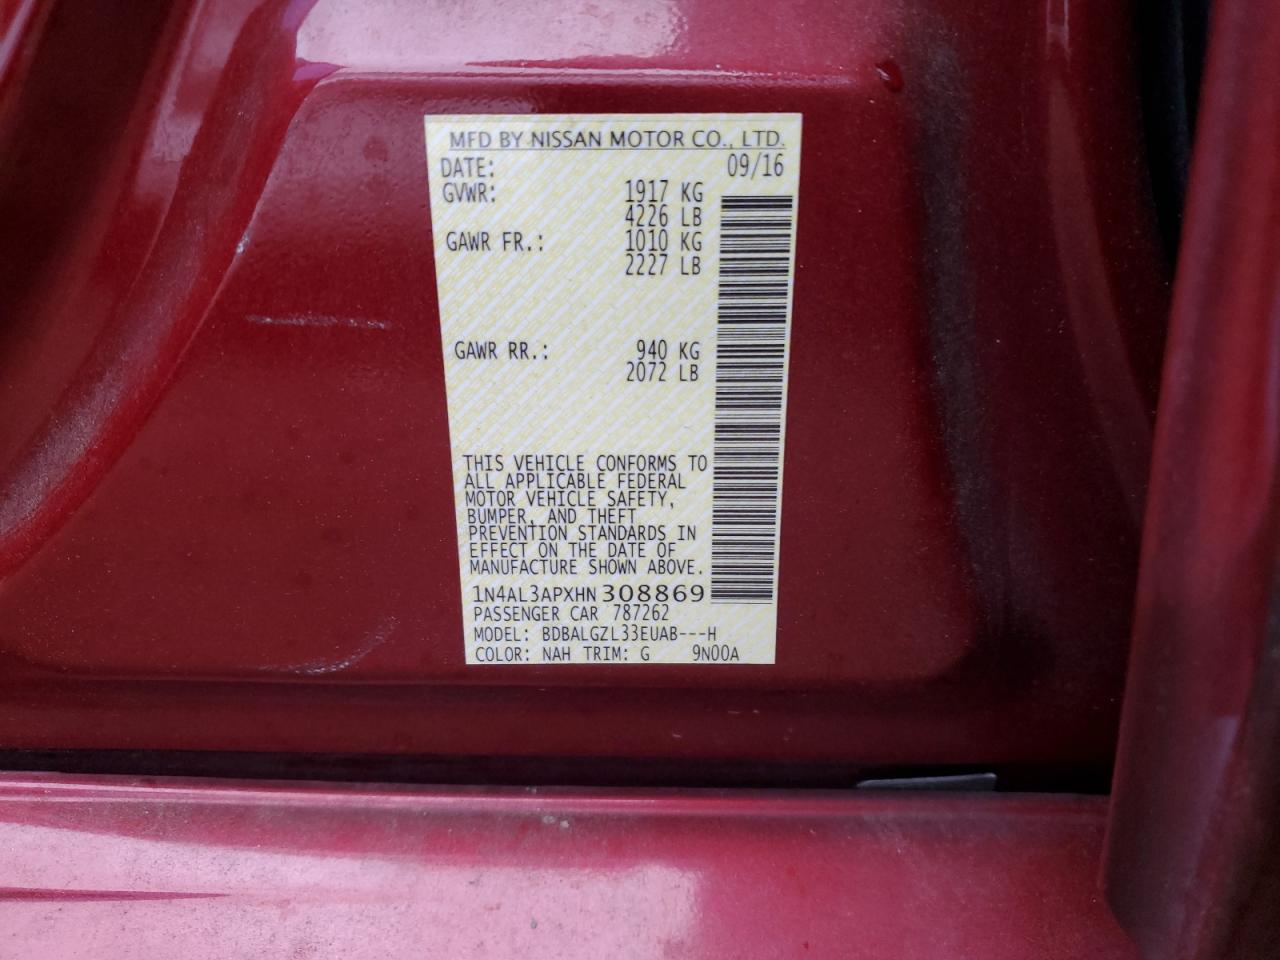 MFD BY NISSAN MOTOR CO., LTD.
DATE: 09/16
GVWR: 1917 KG
4226 LB
GAWR FR.: 1010 KG
2227 LB
GAWR RR.: 940 KG
2072 LB
THIS VEHICLE CONFORMS TO
ALL APPLICABLE FEDERAL
MOTOR VEHICLE SAFETY,
BUMPER, AND THEFT
PREVENTION STANDARDS IN
EFFECT ON THE DATE OF
MANUFACTURE SHOWN ABOVE.
1N4AL3APXHN308869
PASSENGER CAR 787262
MODEL: BDBALGZL33EUAB---H
COLOR: NAH TRIM: G 9N00A